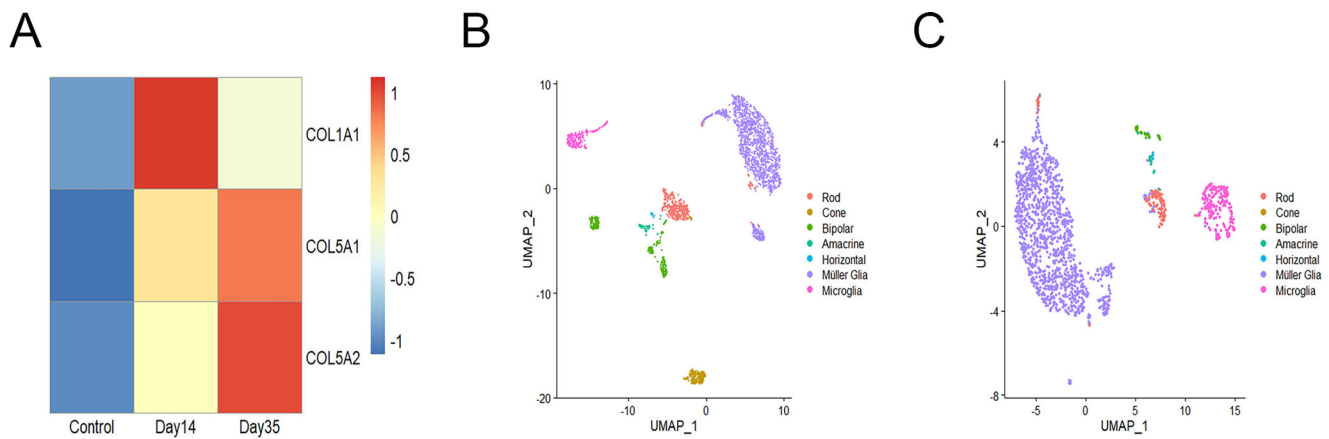 A
1
0.5
0
-0.5
-1
COL1A1
COL5A1
COL5A2
Control Day14 Day35
B
10
0
-10
-20
UMAP_2
-10 0 10
UMAP_1
Rod
Cone
Bipolar
Amacrine
Horizontal
Müller Glia
Microglia
C
4
0
-4
-8
UMAP_2
-5 0 5 10 15
UMAP_1
Rod
Cone
Bipolar
Amacrine
Horizontal
Müller Glia
Microglia